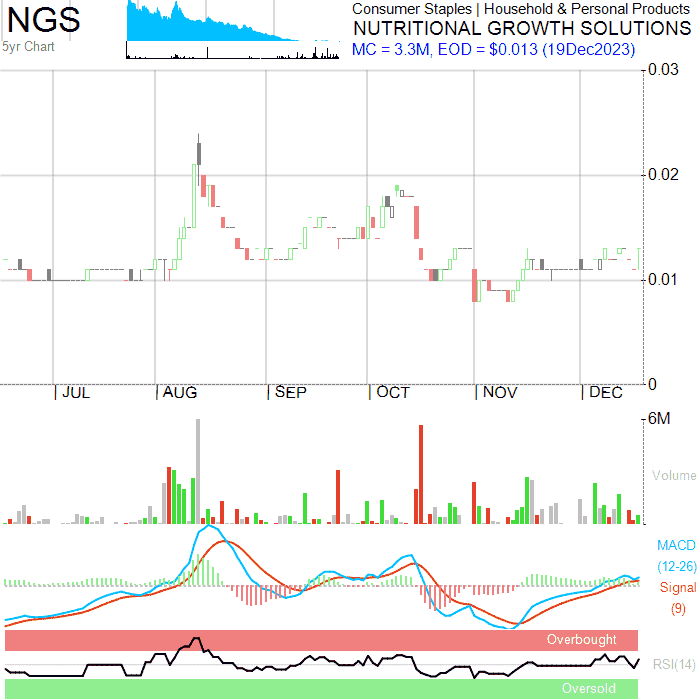 NGS
5yr Chart
Consumer Staples | Household & Personal Products
NUTRITIONAL GROWTH SOLUTIONS
MC = 3.3M, EOD = $0.013 (19Dec2023)
0.03
0.02
0.01
0
JUL AUG SEP OCT NOV DEC
6M
Volume
MACD
(12-26)
Signal
(9)
Overbought
RSI(14)
Oversold